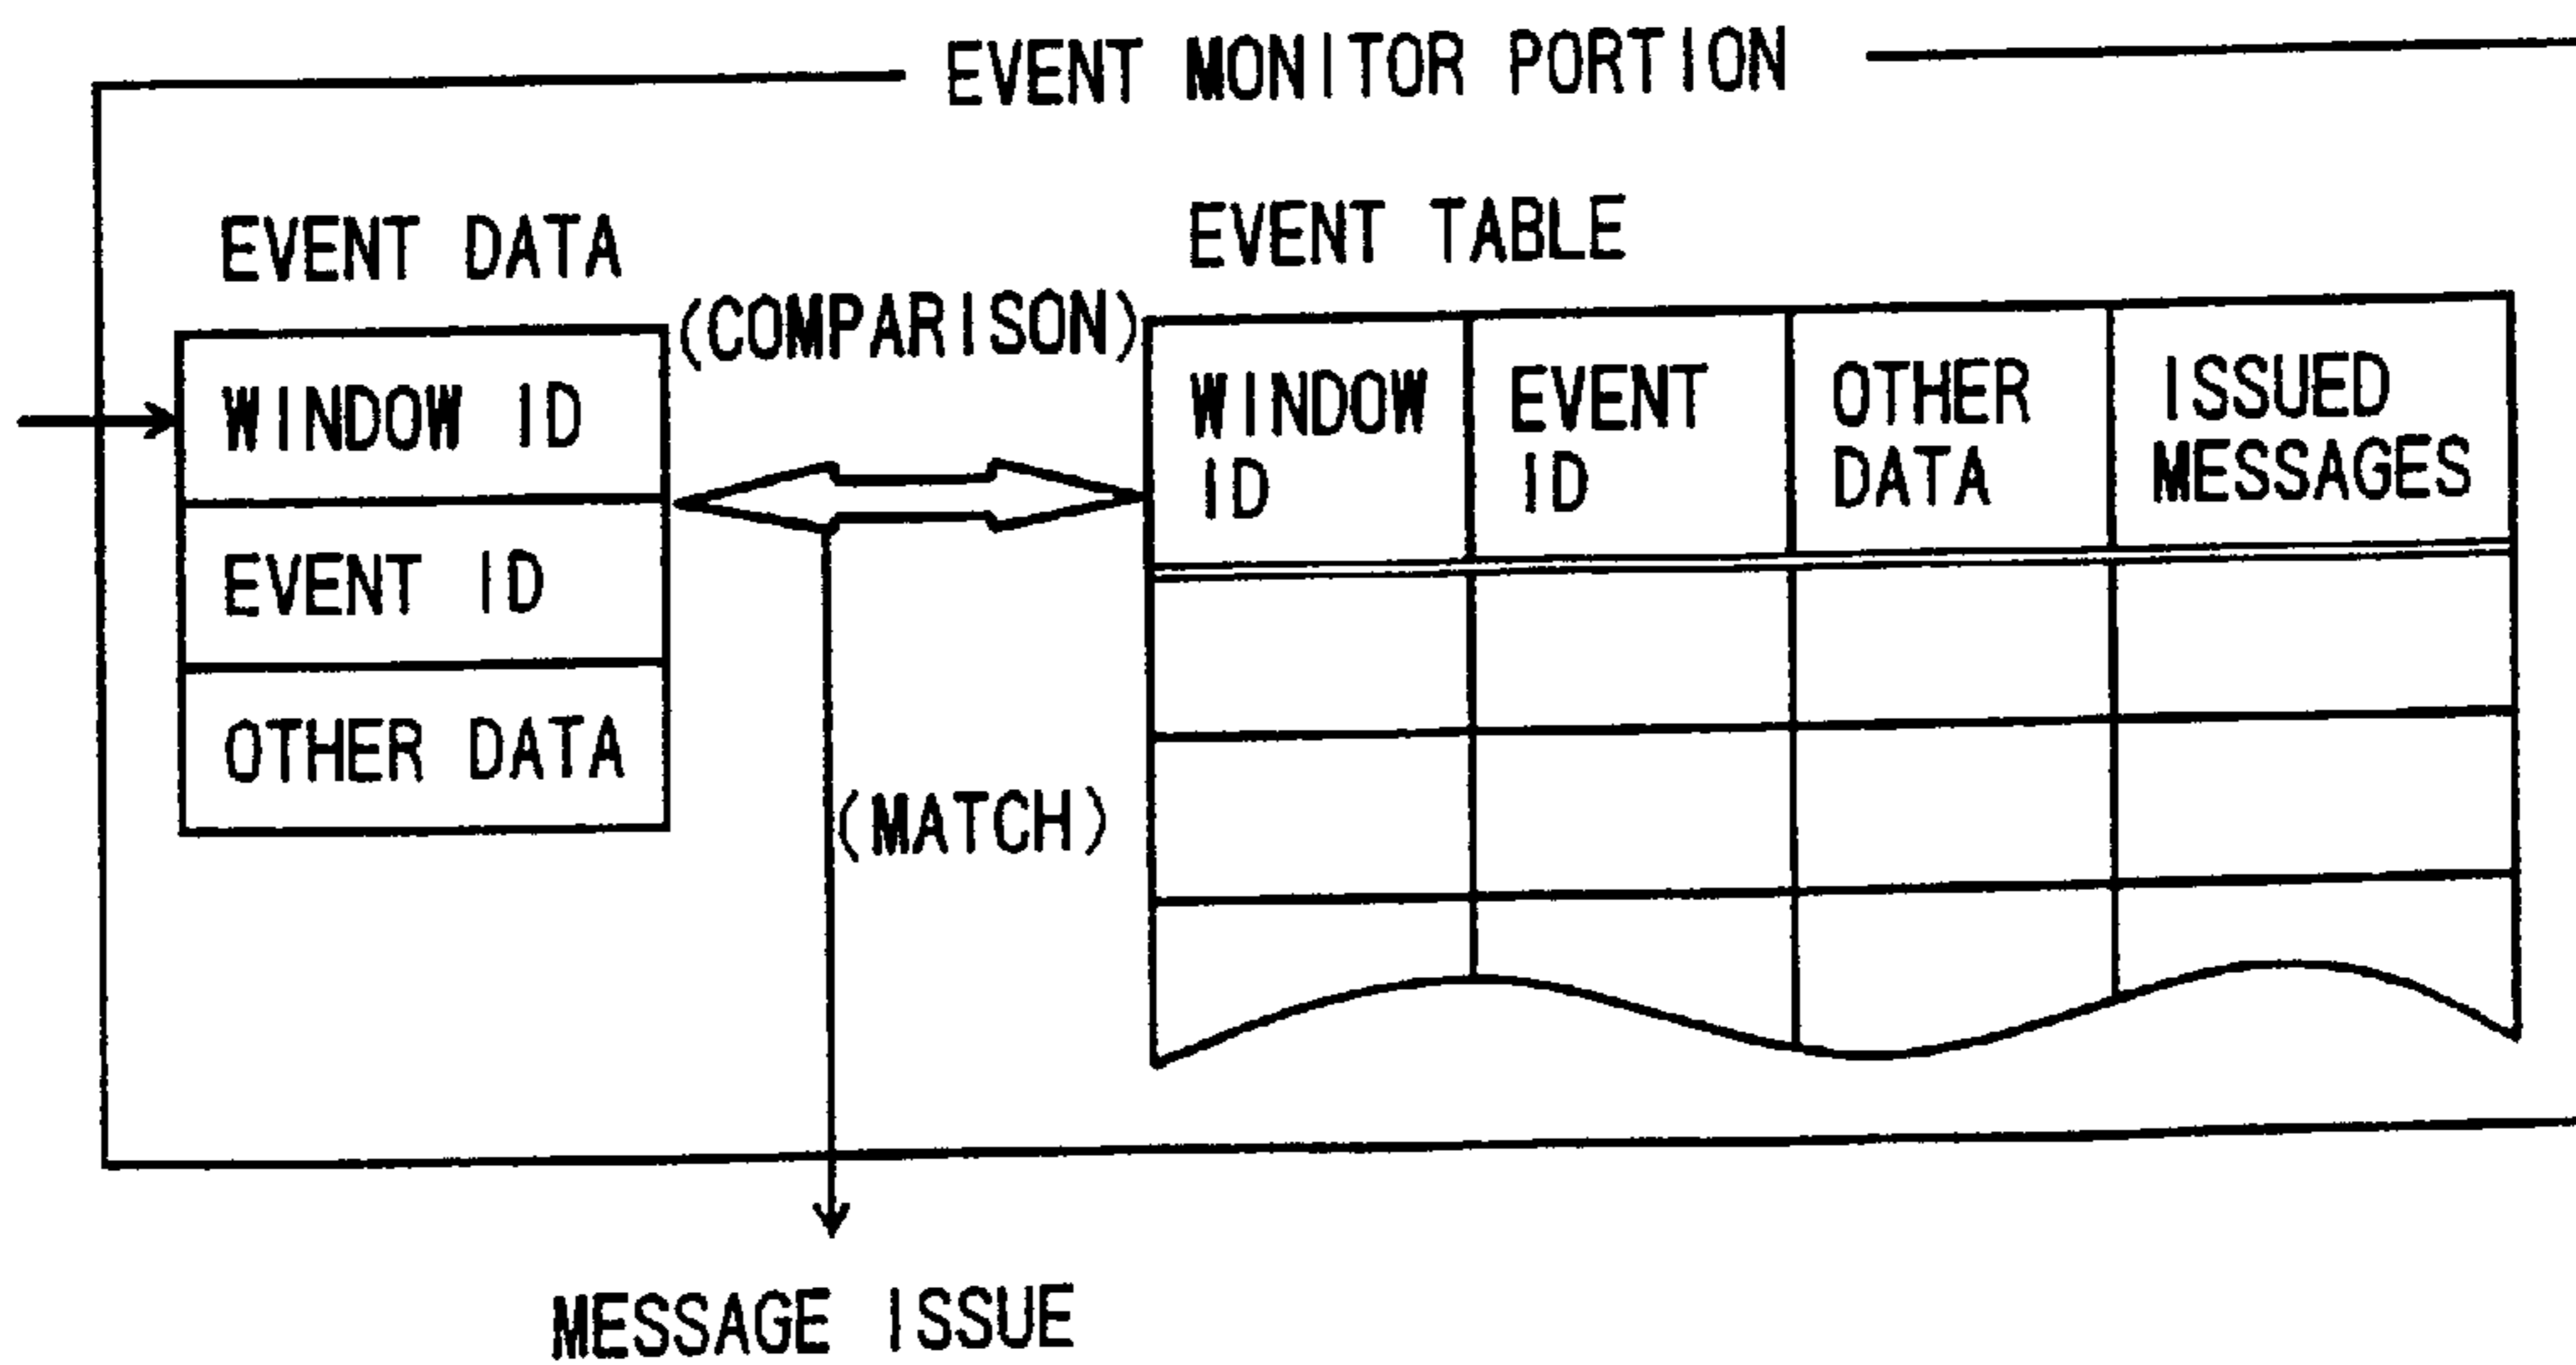 EVENT MONITOR PORTION
EVENT DATA
EVENT TABLE
(COMPARISON)
WINDOW ID
EVENT ID
OTHER DATA
WINDOW
ID
EVENT
ID
OTHER
DATA
ISSUED
MESSAGES
(MATCH)
MESSAGE ISSUE